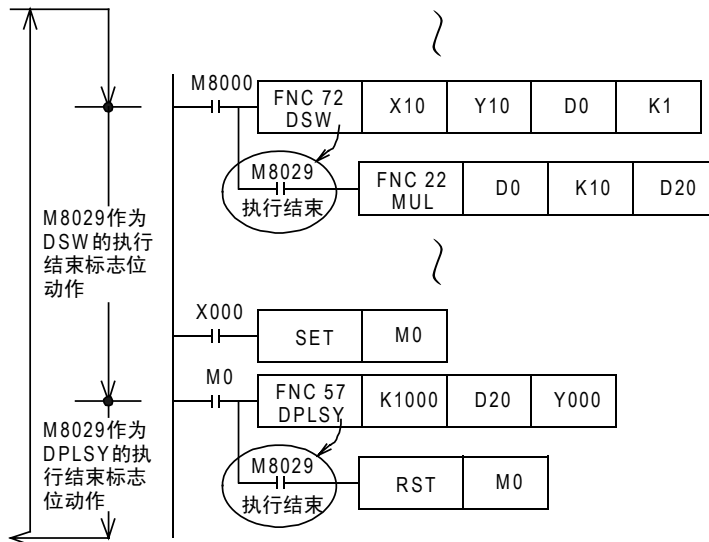 M8000
FNC 72
DSW
X10
Y10
D0
K1
M8029
执行结束
FNC 22
MUL
D0
K10
D20
M8029作为
DSW的执行
结束标志位
动作
X000
SET
M0
M0
FNC 57
DPLSY
K1000
D20
Y000
M8029作为
DPLSY的执
行结束标志
位动作
M8029
执行结束
RST
M0